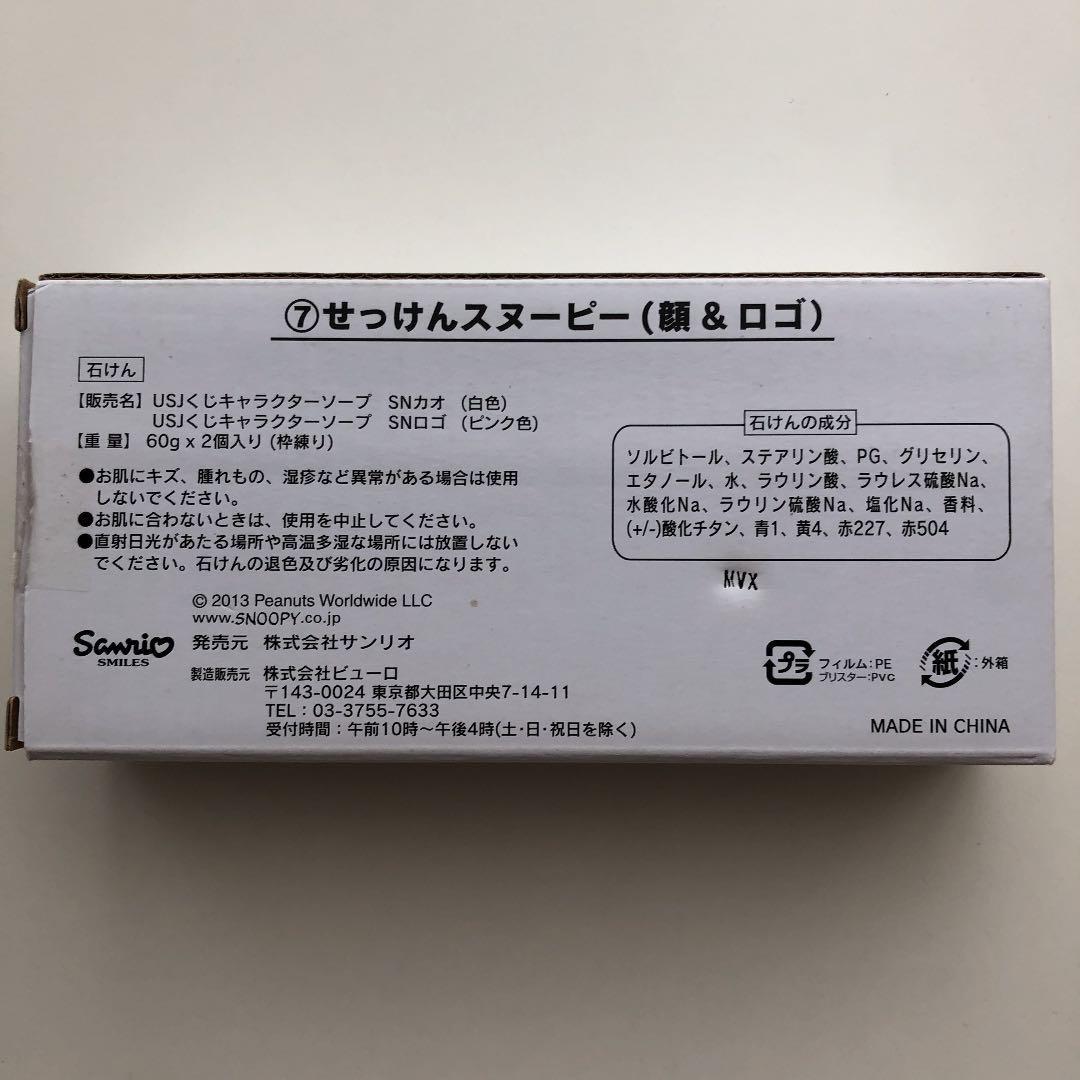 ⑦せっけんスヌーピー(顔&ロゴ)
石けん
【販売名】USJくじキャラクターソープ SNカオ (白色)
USJくじキャラクターソープ SNロゴ (ピンク色)
【重 量】 60g x 2個入り (枠練り)
●お肌にキズ、腫れもの、湿疹など異常がある場合は使用
しないでください。
●お肌に合わないときは、使用を中止してください。
●直射日光があたる場所や高温多湿な場所には放置しない
でください。石けんの退色及び劣化の原因になります。
石けんの成分
ソルビトール、ステアリン酸、PG、グリセリン、
エタノール、水、ラウリン酸、ラウレス硫酸Na、
水酸化Na、ラウリン硫酸Na、塩化Na、香料、
(+/-)酸化チタン、青1、黄4、赤227、赤504
MVX
© 2013 Peanuts Worldwide LLC
www.SNOOPY.co.jp
Sanrio
SMILES
発売元 株式会社サンリオ
製造販売元 株式会社ビューロ
〒143-0024 東京都大田区中央7-14-11
TEL：03-3755-7633
受付時間：午前10時～午後4時(土・日・祝日を除く)
プラ フィルム:PE
ブリスター:PVC
紙:外箱
MADE IN CHINA